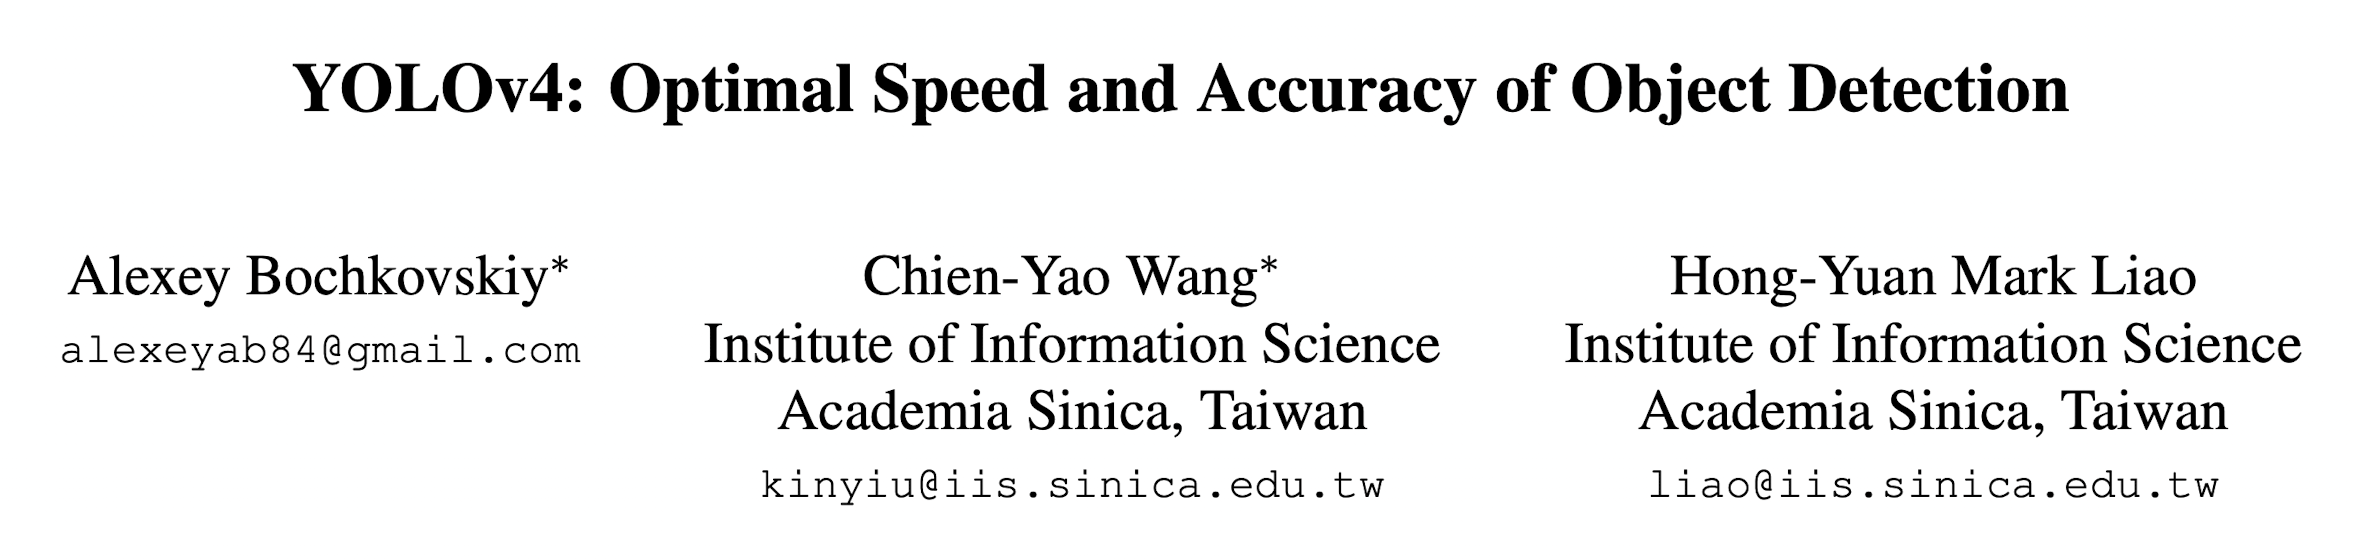 YOLOv4: Optimal Speed and Accuracy of Object Detection
Alexey Bochkovskiy*
alexeyab84@gmail.com
Chien-Yao Wang*
Institute of Information Science
Academia Sinica, Taiwan
kinyiu@iis.sinica.edu.tw
Hong-Yuan Mark Liao
Institute of Information Science
Academia Sinica, Taiwan
liao@iis.sinica.edu.tw